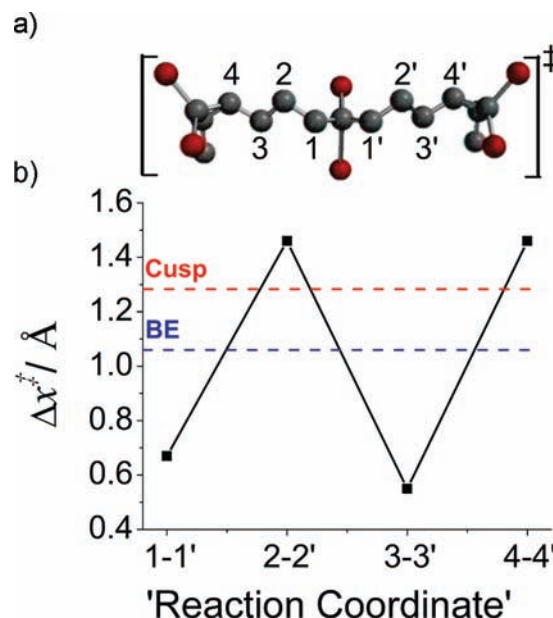 a)
‡
4 2 2' 4'
3 1 1' 3'
b)
1.6
1.4
1.2
1.0
0.8
0.6
0.4
Cusp
BE
Δx‡/ Å
1-1' 2-2' 3-3' 4-4'
'Reaction Coordinate'